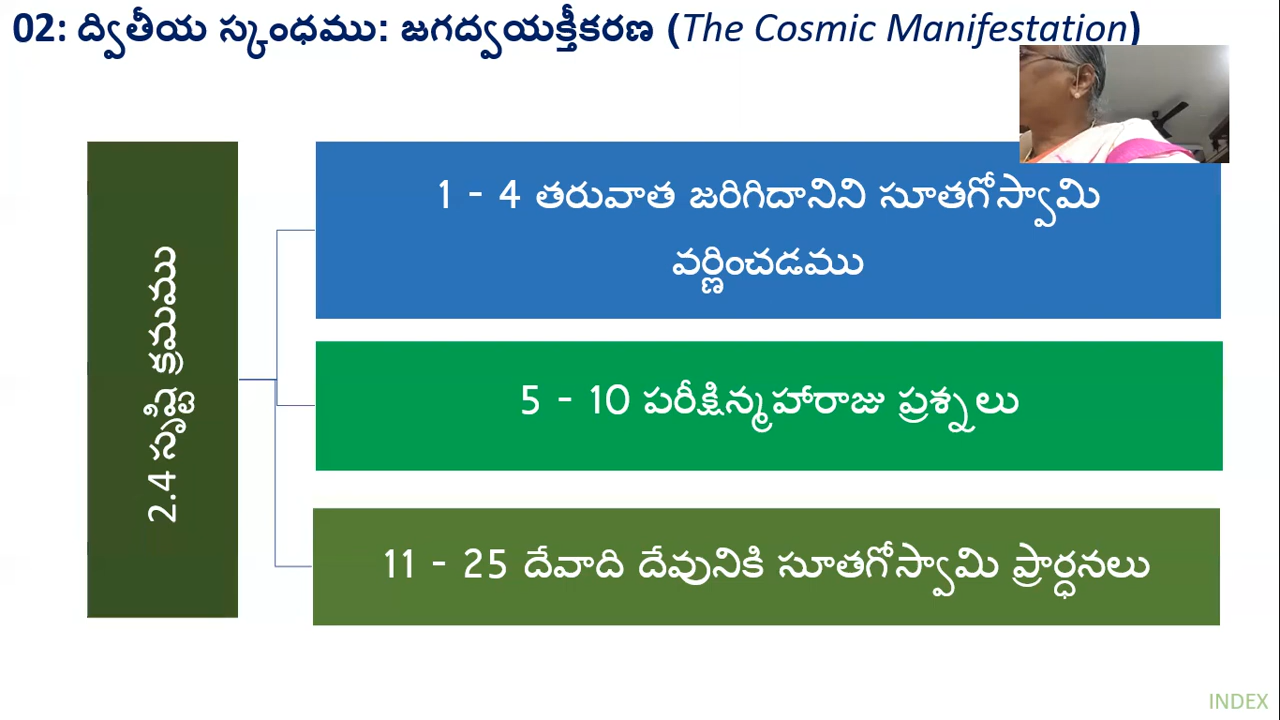 02: ద్వితీయ స్కంధము: జగద్వయక్తీకరణ (The Cosmic Manifestation)
2.4 సృష్టి క్రమము
1 - 4 తరువాత జరిగిదానిని సూతగోస్వామి
వర్ణించడము
5 - 10 పరీక్షిన్మహారాజు ప్రశ్నలు
11 - 25 దేవాది దేవునికి సూతగోస్వామి ప్రార్ధనలు
INDEX